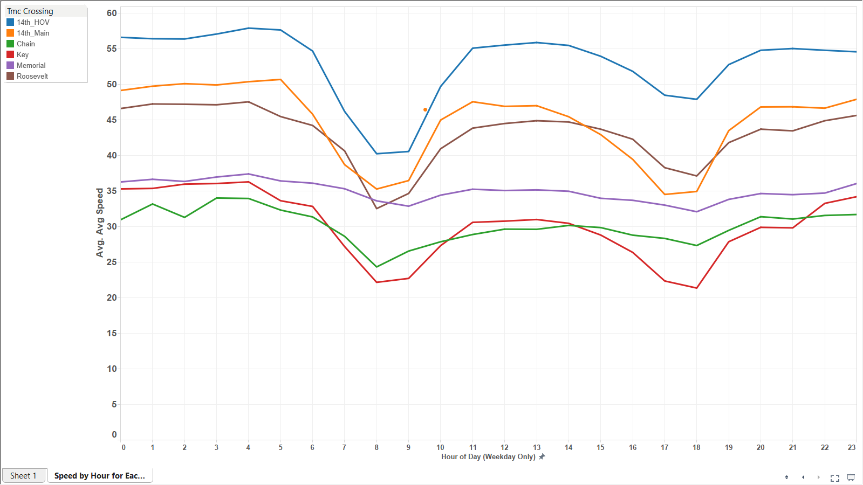 Tmc Crossing
14th_HOV
14th_Main
Chain
Key
Memorial
Roosevelt
60
55
50
45
40
35
30
25
20
15
10
5
0
Avg. Avg Speed
0 1 2 3 4 5 6 7 8 9 10 11 12 13 14 15 16 17 18 19 20 21 22 23
Hour of Day (Weekday Only)
Sheet 1 Speed by Hour for Eac...